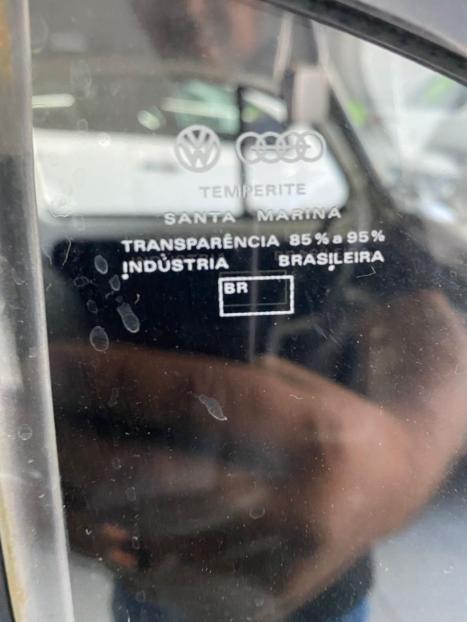 TEMPERITE
SANTA MARINA
TRANSPARÊNCIA 85% a 95%
INDÚSTRIA BRASILEIRA
BR